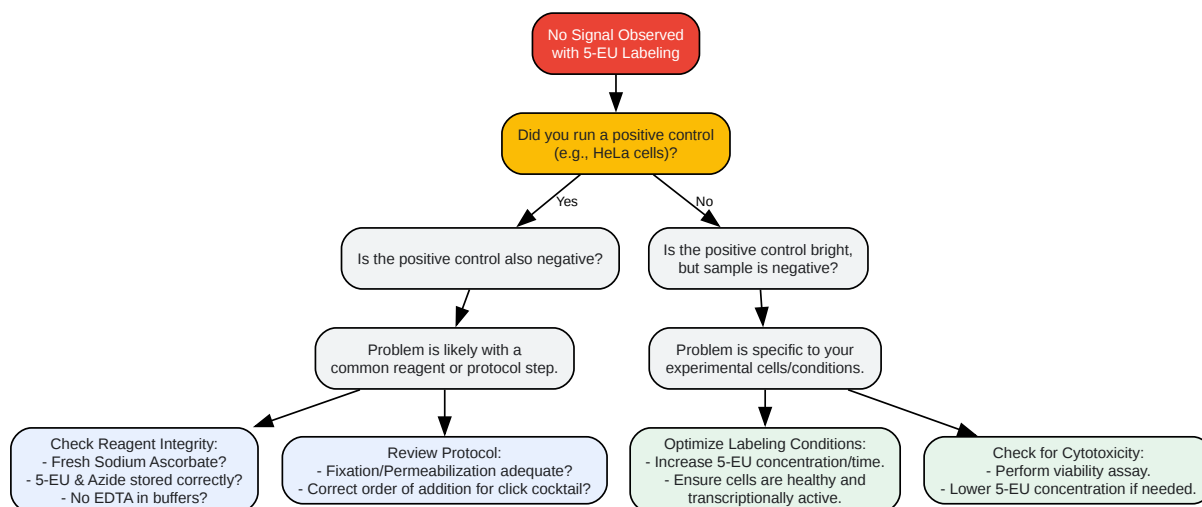 No Signal Observed
with 5-EU Labeling
Did you run a positive control
(e.g., HeLa cells)?
Yes
No
Is the positive control also negative?
Is the positive control bright,
but sample is negative?
Problem is likely with a
common reagent or protocol step.
Problem is specific to your
experimental cells/conditions.
Check Reagent Integrity:
- Fresh Sodium Ascorbate?
- 5-EU & Azide stored correctly?
- No EDTA in buffers?
Review Protocol:
- Fixation/Permeabilization adequate?
- Correct order of addition for click cocktail?
Optimize Labeling Conditions:
- Increase 5-EU concentration/time.
- Ensure cells are healthy and
transcriptionally active.
Check for Cytotoxicity:
- Perform viability assay.
- Lower 5-EU concentration if needed.